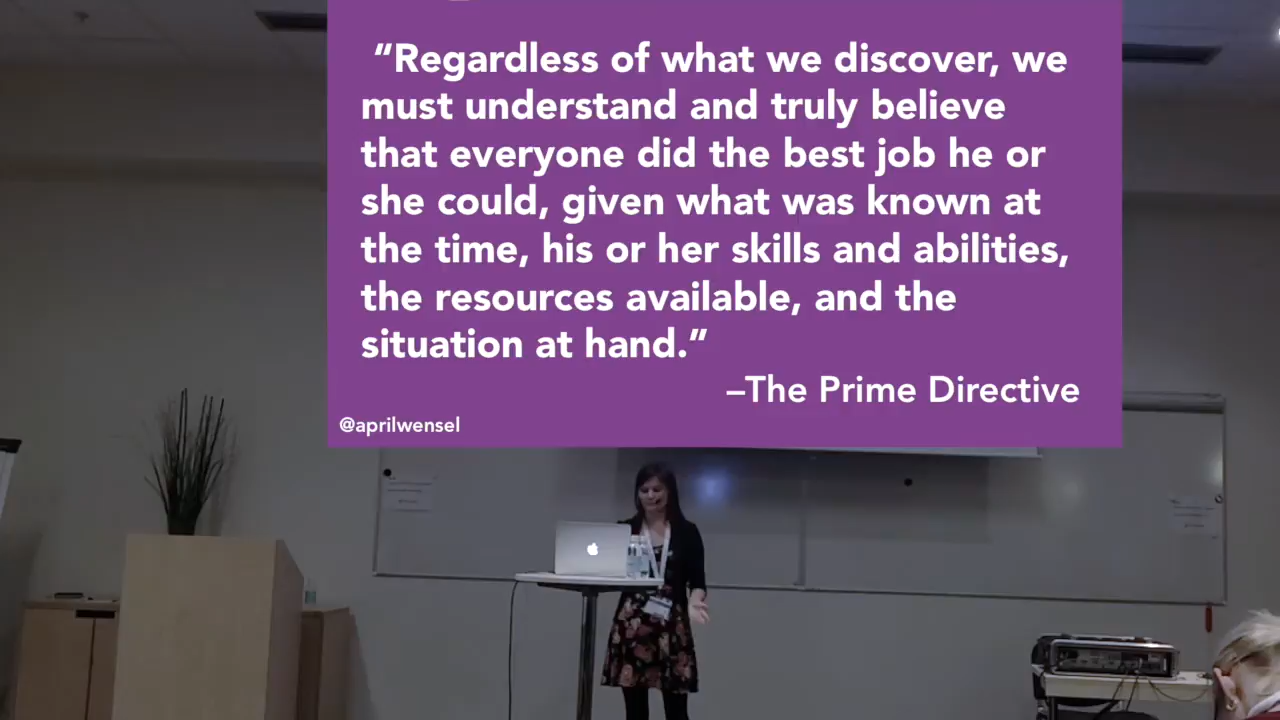 “Regardless of what we discover, we
must understand and truly believe
that everyone did the best job he or
she could, given what was known at
the time, his or her skills and abilities,
the resources available, and the
situation at hand.”
–The Prime Directive
@aprilwensel